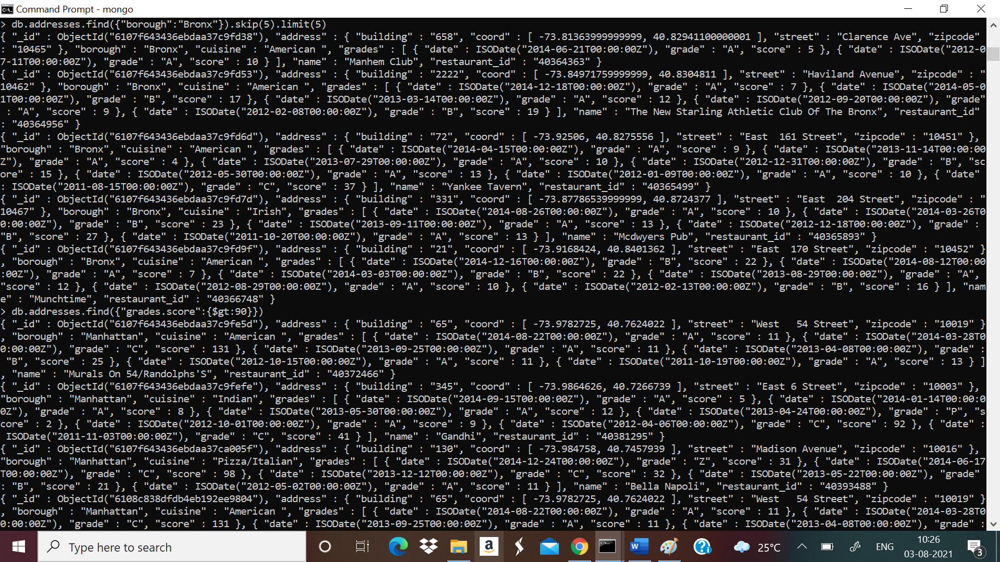 Command Prompt - mongo
> db.addresses.find({"borough":"Bronx"}).skip(5).limit(5)
{ "_id" : ObjectId("6107f643436ebdaa37c9fd38"), "address" : { "building" : "658", "coord" : [ -73.81363999999999, 40.82941100000001 ], "street" : "Clarence Ave", "zipcode"
: "10465" }, "borough" : "Bronx", "cuisine" : "American ", "grades" : [ { "date" : ISODate("2014-06-21T00:00:00Z"), "grade" : "A", "score" : 5 }, { "date" : ISODate("2012-0
7-11T00:00:00Z"), "grade" : "A", "score" : 10 } ], "name" : "Manhem Club", "restaurant_id" : "40364363" }
{ "_id" : ObjectId("6107f643436ebdaa37c9fd53"), "address" : { "building" : "2222", "coord" : [ -73.84971759999999, 40.8304811 ], "street" : "Haviland Avenue", "zipcode" : "
10462" }, "borough" : "Bronx", "cuisine" : "American ", "grades" : [ { "date" : ISODate("2014-12-18T00:00:00Z"), "grade" : "A", "score" : 7 }, { "date" : ISODate("2014-05-0
1T00:00:00Z"), "grade" : "B", "score" : 17 }, { "date" : ISODate("2013-03-14T00:00:00Z"), "grade" : "A", "score" : 12 }, { "date" : ISODate("2012-09-20T00:00:00Z"), "grade"
 : "A", "score" : 9 }, { "date" : ISODate("2012-02-08T00:00:00Z"), "grade" : "B", "score" : 19 } ], "name" : "The New Starling Athletic Club Of The Bronx", "restaurant_id"
: "40364956" }
{ "_id" : ObjectId("6107f643436ebdaa37c9fd6d"), "address" : { "building" : "72", "coord" : [ -73.92506, 40.8275556 ], "street" : "East  161 Street", "zipcode" : "10451" },
"borough" : "Bronx", "cuisine" : "American ", "grades" : [ { "date" : ISODate("2014-04-15T00:00:00Z"), "grade" : "A", "score" : 9 }, { "date" : ISODate("2013-11-14T00:00:00
Z"), "grade" : "A", "score" : 4 }, { "date" : ISODate("2013-07-29T00:00:00Z"), "grade" : "A", "score" : 10 }, { "date" : ISODate("2012-12-31T00:00:00Z"), "grade" : "B", "sc
ore" : 15 }, { "date" : ISODate("2012-05-30T00:00:00Z"), "grade" : "A", "score" : 13 }, { "date" : ISODate("2012-01-09T00:00:00Z"), "grade" : "A", "score" : 10 }, { "date"
: ISODate("2011-08-15T00:00:00Z"), "grade" : "C", "score" : 37 } ], "name" : "Yankee Tavern", "restaurant_id" : "40365499" }
{ "_id" : ObjectId("6107f643436ebdaa37c9fd7d"), "address" : { "building" : "331", "coord" : [ -73.87786539999999, 40.8724377 ], "street" : "East  204 Street", "zipcode" : "
10467" }, "borough" : "Bronx", "cuisine" : "Irish", "grades" : [ { "date" : ISODate("2014-08-26T00:00:00Z"), "grade" : "A", "score" : 10 }, { "date" : ISODate("2014-03-26T0
0:00:00Z"), "grade" : "B", "score" : 23 }, { "date" : ISODate("2013-09-11T00:00:00Z"), "grade" : "A", "score" : 13 }, { "date" : ISODate("2012-12-18T00:00:00Z"), "grade" :
"B", "score" : 27 }, { "date" : ISODate("2011-10-20T00:00:00Z"), "grade" : "A", "score" : 13 } ], "name" : "Mcdwyers Pub", "restaurant_id" : "40365893" }
{ "_id" : ObjectId("6107f643436ebdaa37c9fd9f"), "address" : { "building" : "21", "coord" : [ -73.9168424, 40.8401362 ], "street" : "East  170 Street", "zipcode" : "10452" }
, "borough" : "Bronx", "cuisine" : "American ", "grades" : [ { "date" : ISODate("2014-12-16T00:00:00Z"), "grade" : "B", "score" : 22 }, { "date" : ISODate("2014-08-12T00:00
:00Z"), "grade" : "A", "score" : 7 }, { "date" : ISODate("2014-03-03T00:00:00Z"), "grade" : "B", "score" : 22 }, { "date" : ISODate("2013-08-29T00:00:00Z"), "grade" : "A",
"score" : 12 }, { "date" : ISODate("2012-08-29T00:00:00Z"), "grade" : "A", "score" : 10 }, { "date" : ISODate("2012-02-13T00:00:00Z"), "grade" : "B", "score" : 16 } ], "nam
e" : "Munchtime", "restaurant_id" : "40366748" }
> db.addresses.find({"grades.score":{$gt:90}})
{ "_id" : ObjectId("6107f643436ebdaa37c9fe5d"), "address" : { "building" : "65", "coord" : [ -73.9782725, 40.7624022 ], "street" : "West   54 Street", "zipcode" : "10019" }
, "borough" : "Manhattan", "cuisine" : "American ", "grades" : [ { "date" : ISODate("2014-08-22T00:00:00Z"), "grade" : "A", "score" : 11 }, { "date" : ISODate("2014-03-28T0
0:00:00Z"), "grade" : "C", "score" : 131 }, { "date" : ISODate("2013-09-25T00:00:00Z"), "grade" : "A", "score" : 11 }, { "date" : ISODate("2013-04-08T00:00:00Z"), "grade" :
 "B", "score" : 25 }, { "date" : ISODate("2012-10-15T00:00:00Z"), "grade" : "A", "score" : 11 }, { "date" : ISODate("2011-10-19T00:00:00Z"), "grade" : "A", "score" : 13 } ]
, "name" : "Murals On 54/Randolphs'S", "restaurant_id" : "40372466" }
{ "_id" : ObjectId("6107f643436ebdaa37c9fefe"), "address" : { "building" : "345", "coord" : [ -73.9864626, 40.7266739 ], "street" : "East 6 Street", "zipcode" : "10003" },
"borough" : "Manhattan", "cuisine" : "Indian", "grades" : [ { "date" : ISODate("2014-09-15T00:00:00Z"), "grade" : "A", "score" : 5 }, { "date" : ISODate("2014-01-14T00:00:0
0Z"), "grade" : "A", "score" : 8 }, { "date" : ISODate("2013-05-30T00:00:00Z"), "grade" : "A", "score" : 12 }, { "date" : ISODate("2013-04-24T00:00:00Z"), "grade" : "P", "s
core" : 2 }, { "date" : ISODate("2012-10-01T00:00:00Z"), "grade" : "A", "score" : 9 }, { "date" : ISODate("2012-04-06T00:00:00Z"), "grade" : "C", "score" : 92 }, { "date" :
 ISODate("2011-11-03T00:00:00Z"), "grade" : "C", "score" : 41 } ], "name" : "Gandhi", "restaurant_id" : "40381295" }
{ "_id" : ObjectId("6107f643436ebdaa37ca005f"), "address" : { "building" : "130", "coord" : [ -73.984758, 40.7457939 ], "street" : "Madison Avenue", "zipcode" : "10016" },
"borough" : "Manhattan", "cuisine" : "Pizza/Italian", "grades" : [ { "date" : ISODate("2014-12-24T00:00:00Z"), "grade" : "Z", "score" : 31 }, { "date" : ISODate("2014-06-17
T00:00:00Z"), "grade" : "C", "score" : 98 }, { "date" : ISODate("2013-12-12T00:00:00Z"), "grade" : "C", "score" : 32 }, { "date" : ISODate("2013-05-22T00:00:00Z"), "grade"
: "B", "score" : 21 }, { "date" : ISODate("2012-05-02T00:00:00Z"), "grade" : "A", "score" : 11 } ], "name" : "Bella Napoli", "restaurant_id" : "40393488" }
{ "_id" : ObjectId("6108c838dfdb4eb192ee9804"), "address" : { "building" : "65", "coord" : [ -73.9782725, 40.7624022 ], "street" : "West   54 Street", "zipcode" : "10019" }
, "borough" : "Manhattan", "cuisine" : "American ", "grades" : [ { "date" : ISODate("2014-08-22T00:00:00Z"), "grade" : "A", "score" : 11 }, { "date" : ISODate("2014-03-28T0
0:00:00Z"), "grade" : "C", "score" : 131 }, { "date" : ISODate("2013-09-25T00:00:00Z"), "grade" : "A", "score" : 11 }, { "date" : ISODate("2013-04-08T00:00:00Z"), "grade" :
Type here to search
25°C
ENG
10:26
03-08-2021
3